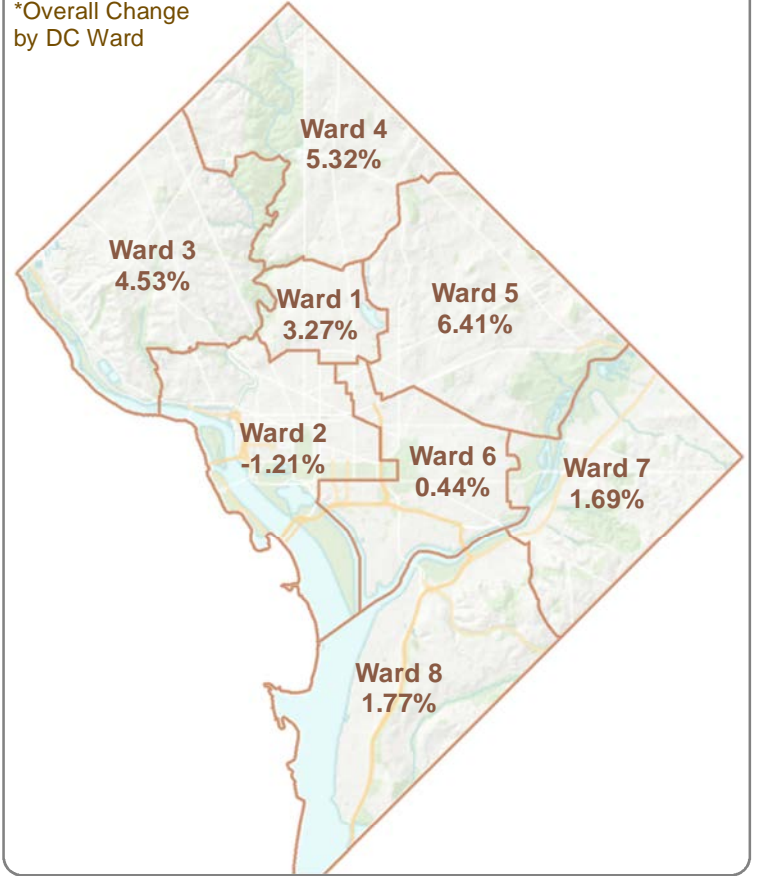 *Overall Change
by DC Ward
Ward 4
5.32%
Ward 3
4.53%
Ward 1
3.27%
Ward 5
6.41%
Ward 2
-1.21%
Ward 6
0.44%
Ward 7
1.69%
Ward 8
1.77%